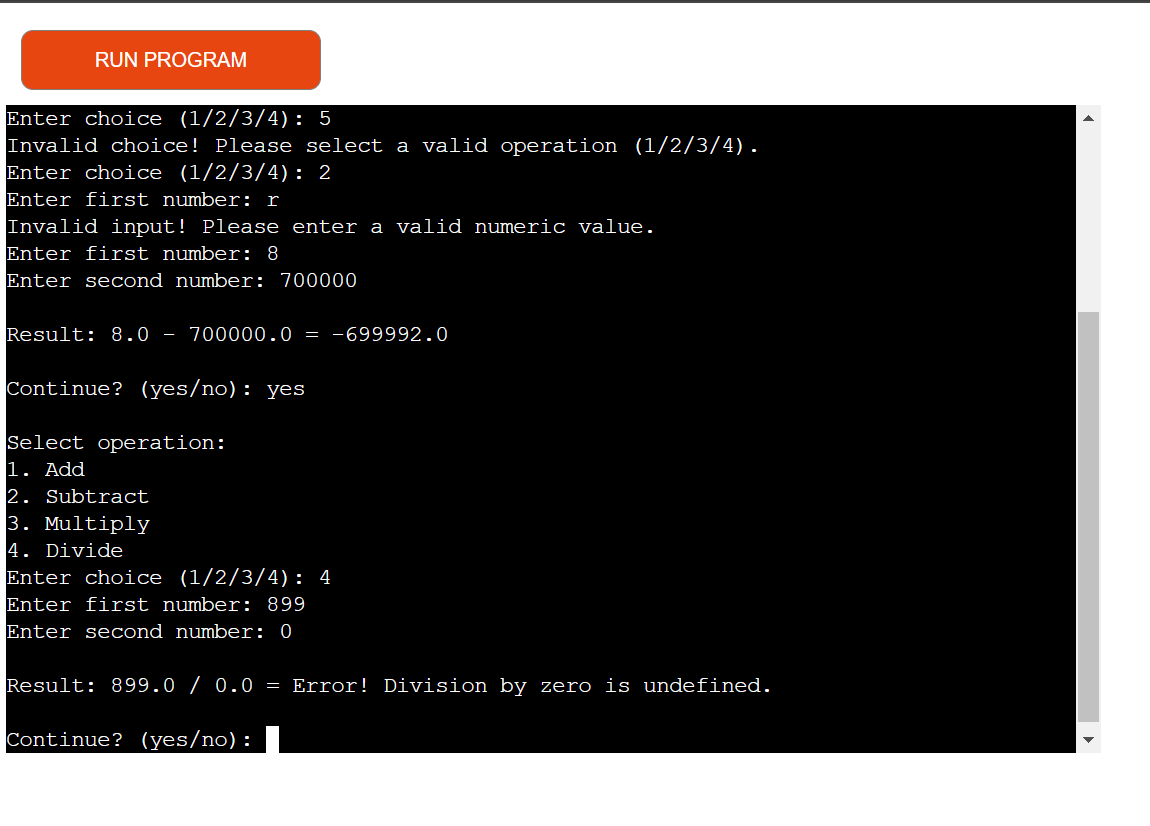 RUN PROGRAM
Enter choice (1/2/3/4): 5
Invalid choice! Please select a valid operation (1/2/3/4).
Enter choice (1/2/3/4): 2
Enter first number: r
Invalid input! Please enter a valid numeric value.
Enter first number: 8
Enter second number: 700000
Result: 8.0 - 700000.0 = -699992.0
Continue? (yes/no): yes
Select operation:
1. Add
2. Subtract
3. Multiply
4. Divide
Enter choice (1/2/3/4): 4
Enter first number: 899
Enter second number: 0
Result: 899.0 / 0.0 = Error! Division by zero is undefined.
Continue? (yes/no):